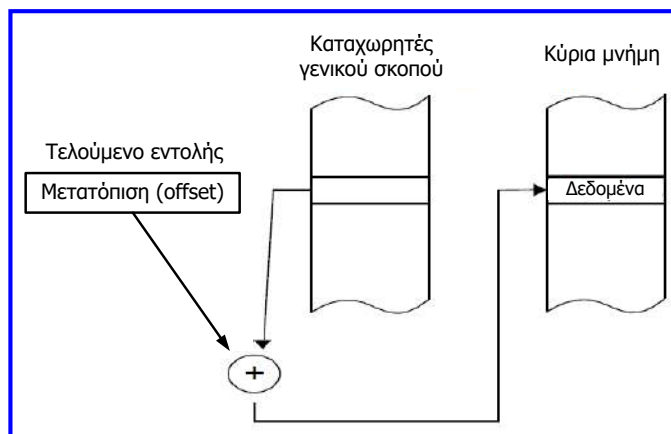 Καταχωρητές
γενικού σκοπού
Κύρια μνήμη
Τελούμενο εντολής
Μετατόπιση (offset)
Δεδομένα
+